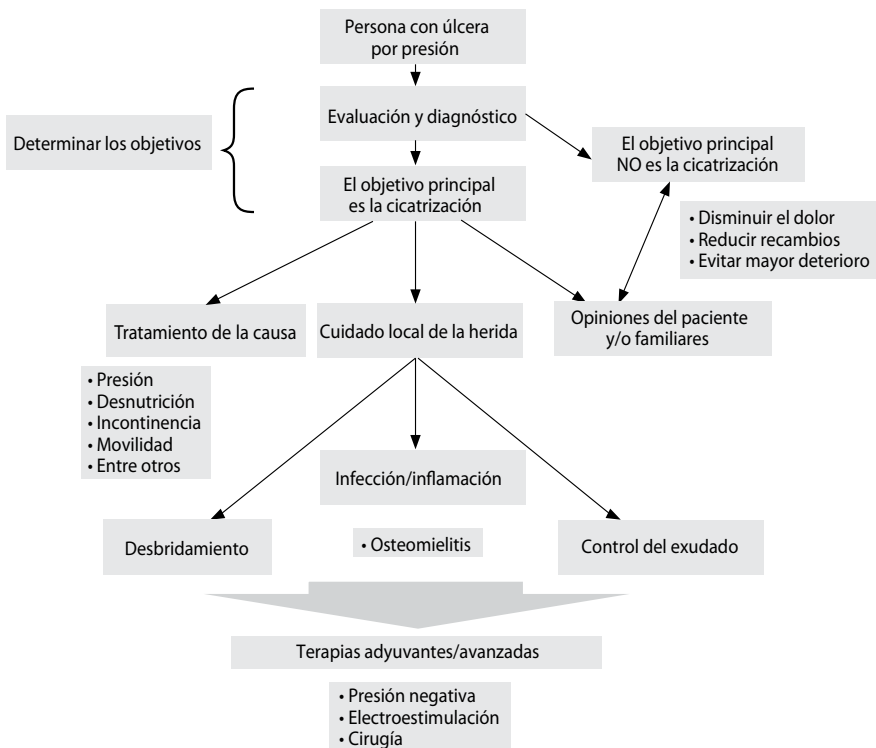 Persona con úlcera
por presión
Determinar los objetivos
Evaluación y diagnóstico
El objetivo principal
NO es la cicatrización
El objetivo principal
es la cicatrización
• Disminuir el dolor
• Reducir recambios
• Evitar mayor deterioro
Tratamiento de la causa
Cuidado local de la herida
Opiniones del paciente
y/o familiares
• Presión
• Desnutrición
• Incontinencia
• Movilidad
• Entre otros
Infección/inflamación
Desbridamiento
• Osteomielitis
Control del exudado
Terapias adyuvantes/avanzadas
• Presión negativa
• Electroestimulación
• Cirugía